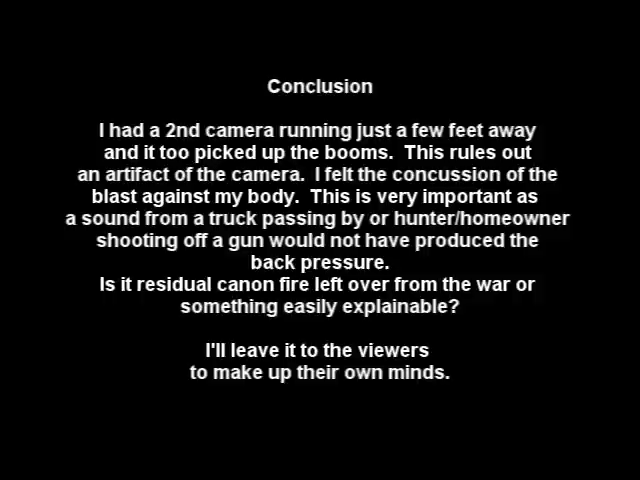 Conclusion
I had a 2nd camera running just a few feet away
and it too picked up the booms.  This rules out
an artifact of the camera.  I felt the concussion of the
blast against my body.  This is very important as
a sound from a truck passing by or hunter/homeowner
shooting off a gun would not have produced the
back pressure.
Is it residual canon fire left over from the war or
something easily explainable?
I'll leave it to the viewers
to make up their own minds.